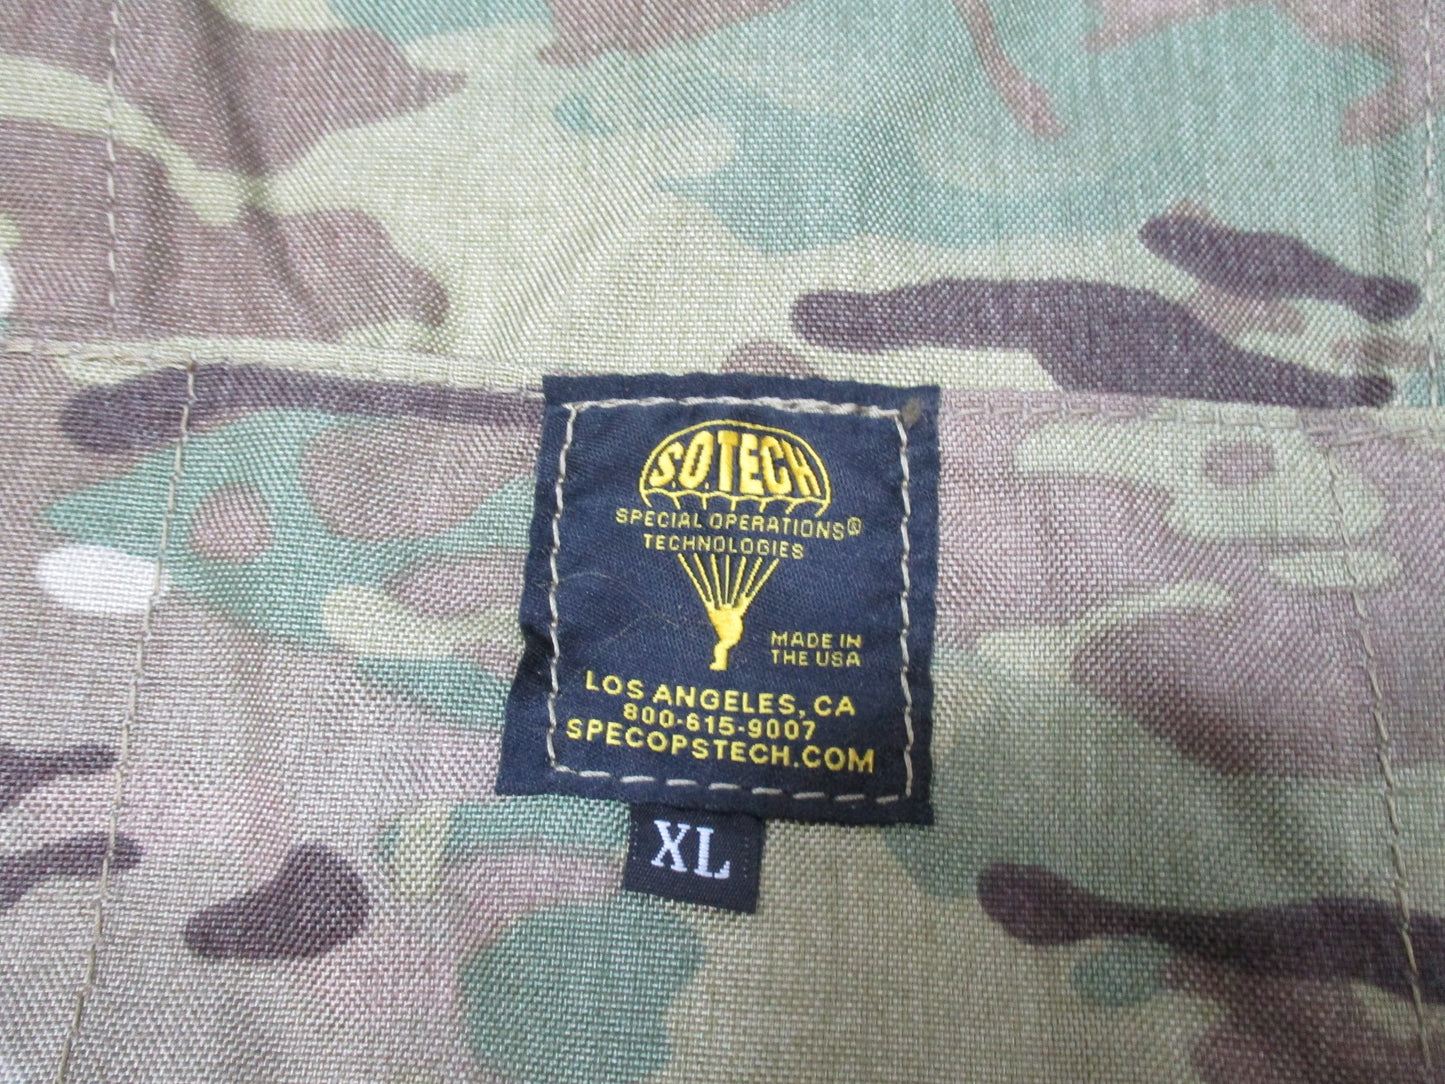 S.O.TECH
SPECIAL OPERATIONS®
TECHNOLOGIES
MADE IN
THE USA
LOS ANGELES, CA
800-615-9007
SPECOPSTECH.COM
XL